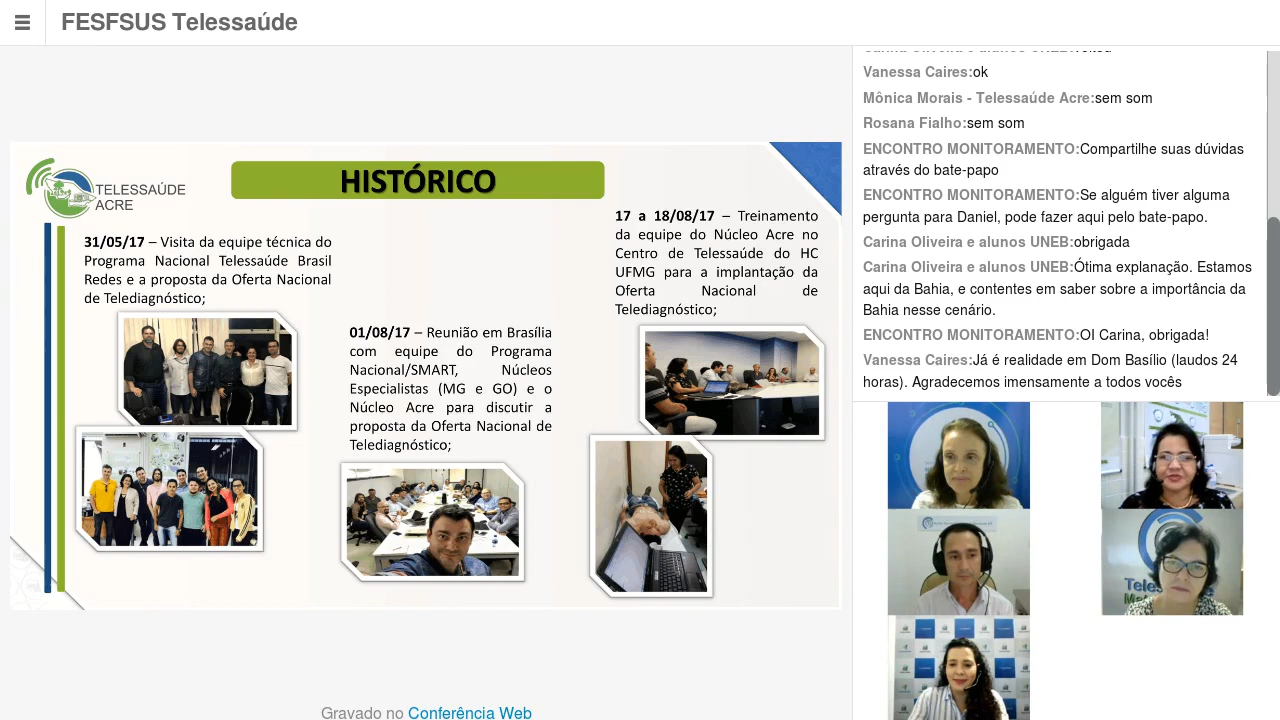 FESFSUS Telessaúde
TELESSAÚDE
ACRE
HISTÓRICO
31/05/17 – Visita da equipe técnica do
Programa Nacional Telessaúde Brasil
Redes e a proposta da Oferta Nacional
de Telediagnóstico;
01/08/17 – Reunião em Brasília
com equipe do Programa
Nacional/SMART, Núcleos
Especialistas (MG e GO) e o
Núcleo Acre para discutir a
proposta da Oferta Nacional de
Telediagnóstico;
17 a 18/08/17 – Treinamento
da equipe do Núcleo Acre no
Centro de Telessaúde do HC
UFMG para a implantação da
Oferta Nacional de
Telediagnóstico;
Gravado no Conferência Web
Vanessa Caires:ok
Mônica Morais - Telessaúde Acre:sem som
Rosana Fialho:sem som
ENCONTRO MONITORAMENTO:Compartilhe suas dúvidas
através do bate-papo
ENCONTRO MONITORAMENTO:Se alguém tiver alguma
pergunta para Daniel, pode fazer aqui pelo bate-papo.
Carina Oliveira e alunos UNEB:obrigada
Carina Oliveira e alunos UNEB:Ótima explanação. Estamos
aqui da Bahia, e contentes em saber sobre a importância da
Bahia nesse cenário.
ENCONTRO MONITORAMENTO:OI Carina, obrigada!
Vanessa Caires:Já é realidade em Dom Basílio (laudos 24
horas). Agradecemos imensamente a todos vocês